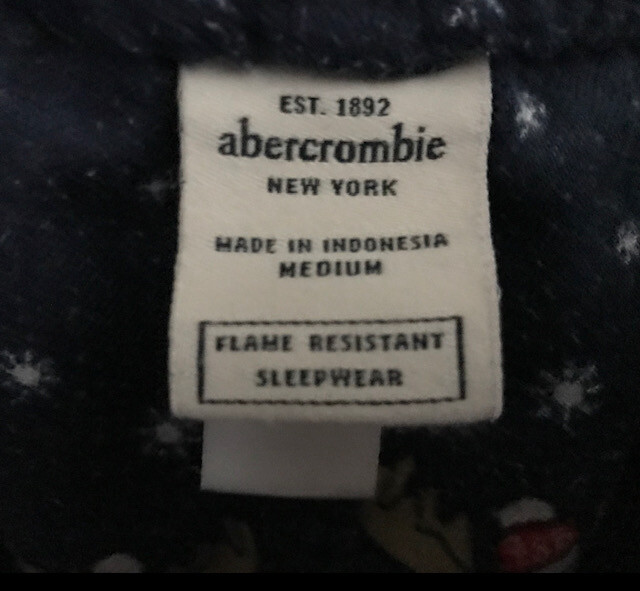 EST. 1892
abercrombie
NEW YORK
MADE IN INDONESIA
MEDIUM
FLAME RESISTANT
SLEEPWEAR